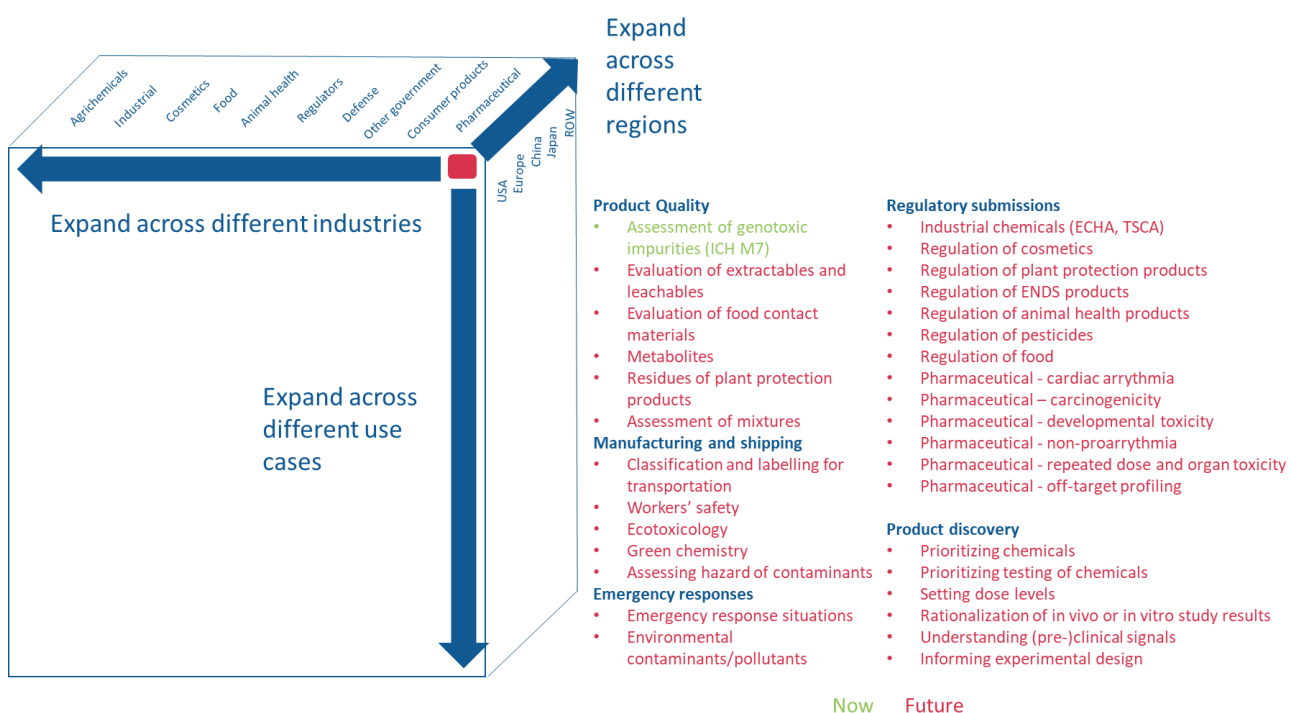 Expand
across
different
regions
Agrichemicals
Industrial
Cosmetics
Food
Animal health
Regulators
Defense
Other government
Consumer products
Pharmaceutical
USA
Europe
China
Japan
ROW
Expand across different industries
Expand across
different use
cases
Product Quality
• Assessment of genotoxic
impurities (ICH M7)
• Evaluation of extractables and
leachables
• Evaluation of food contact
materials
• Metabolites
• Residues of plant protection
products
• Assessment of mixtures
Manufacturing and shipping
• Classification and labelling for
transportation
• Workers’ safety
• Ecotoxicology
• Green chemistry
• Assessing hazard of contaminants
Emergency responses
• Emergency response situations
• Environmental
contaminants/pollutants
Regulatory submissions
• Industrial chemicals (ECHA, TSCA)
• Regulation of cosmetics
• Regulation of plant protection products
• Regulation of ENDS products
• Regulation of animal health products
• Regulation of pesticides
• Regulation of food
• Pharmaceutical - cardiac arrythmia
• Pharmaceutical – carcinogenicity
• Pharmaceutical - developmental toxicity
• Pharmaceutical - non-proarrythmia
• Pharmaceutical - repeated dose and organ toxicity
• Pharmaceutical - off-target profiling
Product discovery
• Prioritizing chemicals
• Prioritizing testing of chemicals
• Setting dose levels
• Rationalization of in vivo or in vitro study results
• Understanding (pre-)clinical signals
• Informing experimental design
Now Future